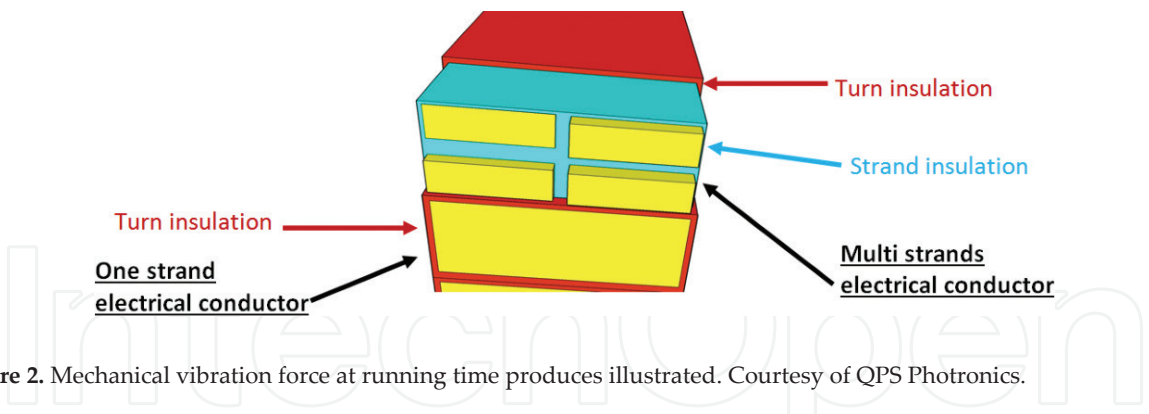 Turn insulation
Strand insulation
Turn insulation
One strand
electrical conductor
Multi strands
electrical conductor
IntechOpen
re 2. Mechanical vibration force at running time produces illustrated. Courtesy of QPS Photronics.